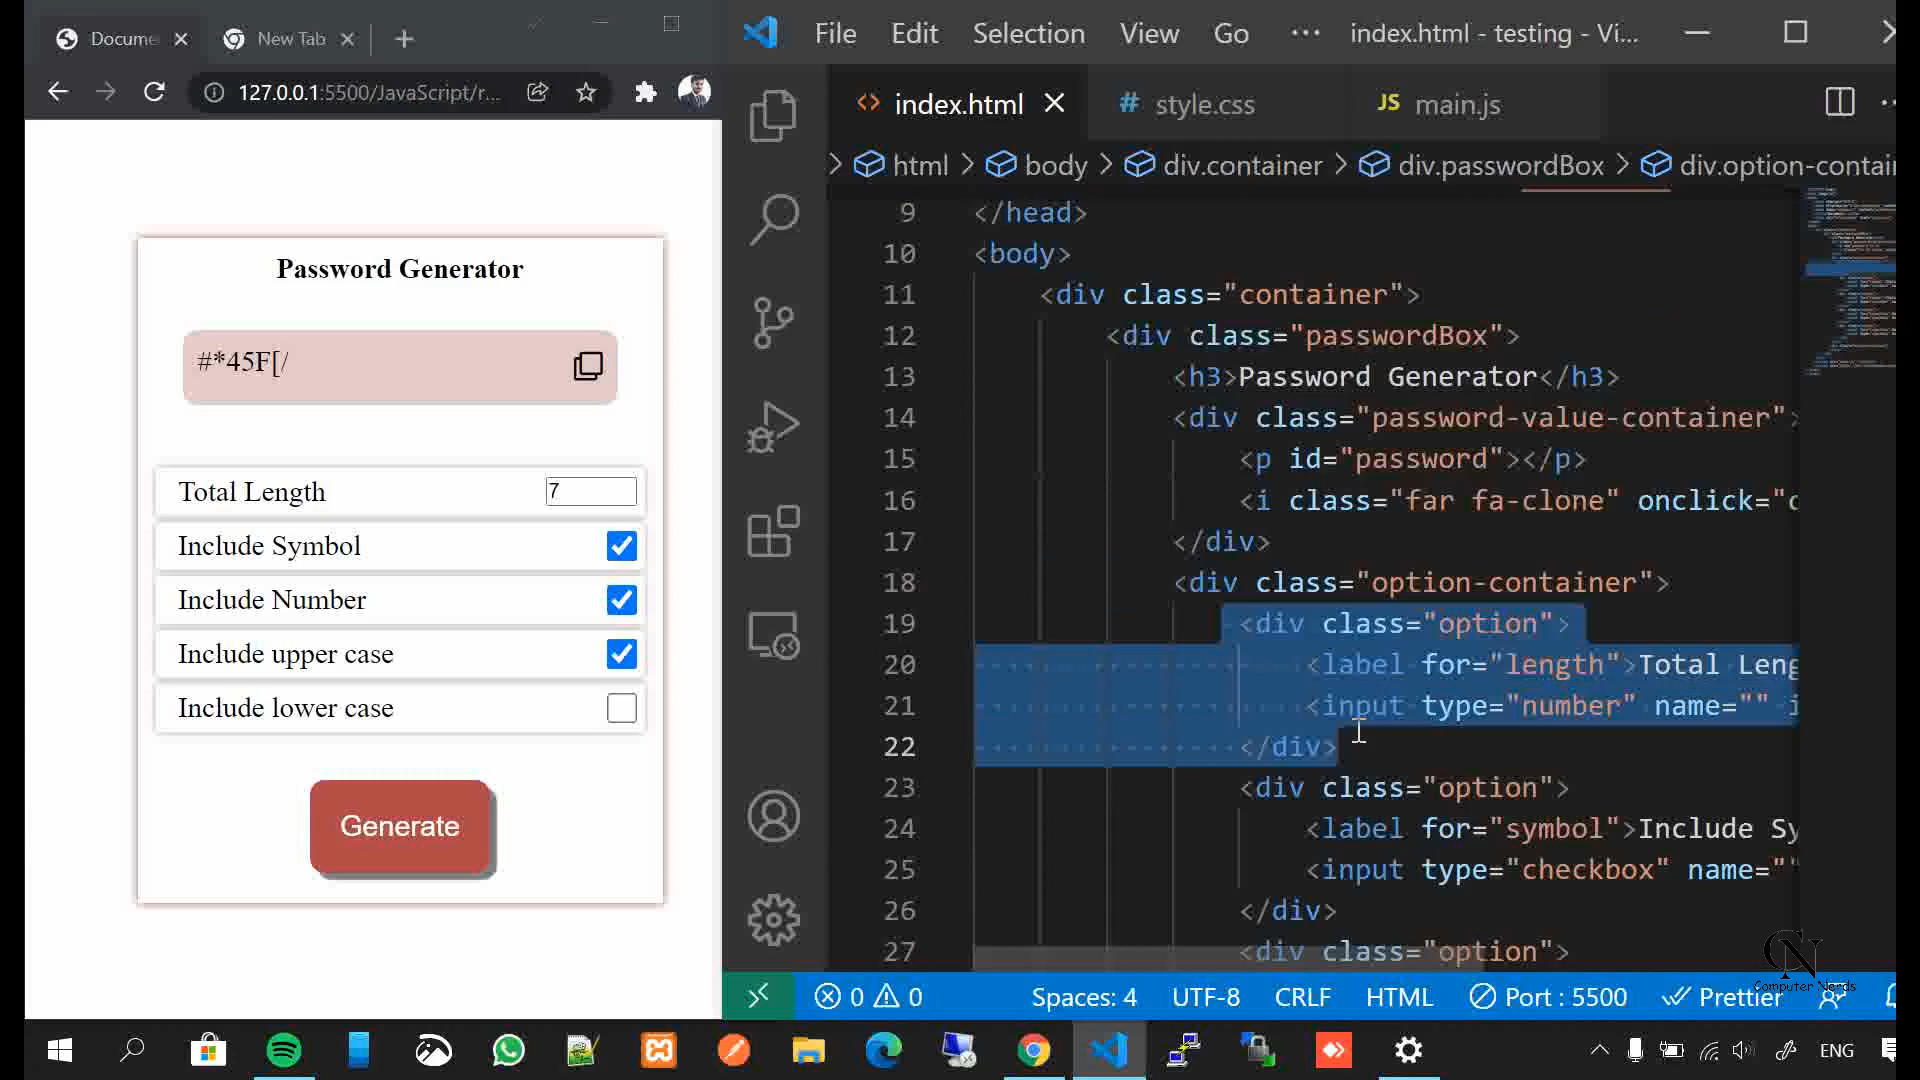 Docume
New Tab
127.0.0.1:5500/JavaScript/r...
Password Generator
#*45F[/
Total Length
7
Include Symbol
Include Number
Include upper case
Include lower case
Generate
File Edit Selection View Go ··· index.html - testing - Vi...
<> index.html # style.css JS main.js
> html > body > div.container > div.passwordBox > div.option-contai
9 </head>
10 <body>
11 <div class="container">
12 <div class="passwordBox">
13 <h3>Password Generator</h3>
14 <div class="password-value-container">
15 <p id="password"></p>
16 <i class="far fa-clone" onclick="c
17 </div>
18 <div class="option-container">
19 <div class="option">
20 <label for="length">Total Leng
21 <input type="number" name="" i
22 </div>
23 <div class="option">
24 <label for="symbol">Include Sy
25 <input type="checkbox" name=""
26 </div>
27 <div class="option">
CN
Computer Nerds
0 0 Spaces: 4 UTF-8 CRLF HTML Port : 5500 Prettier
ENG